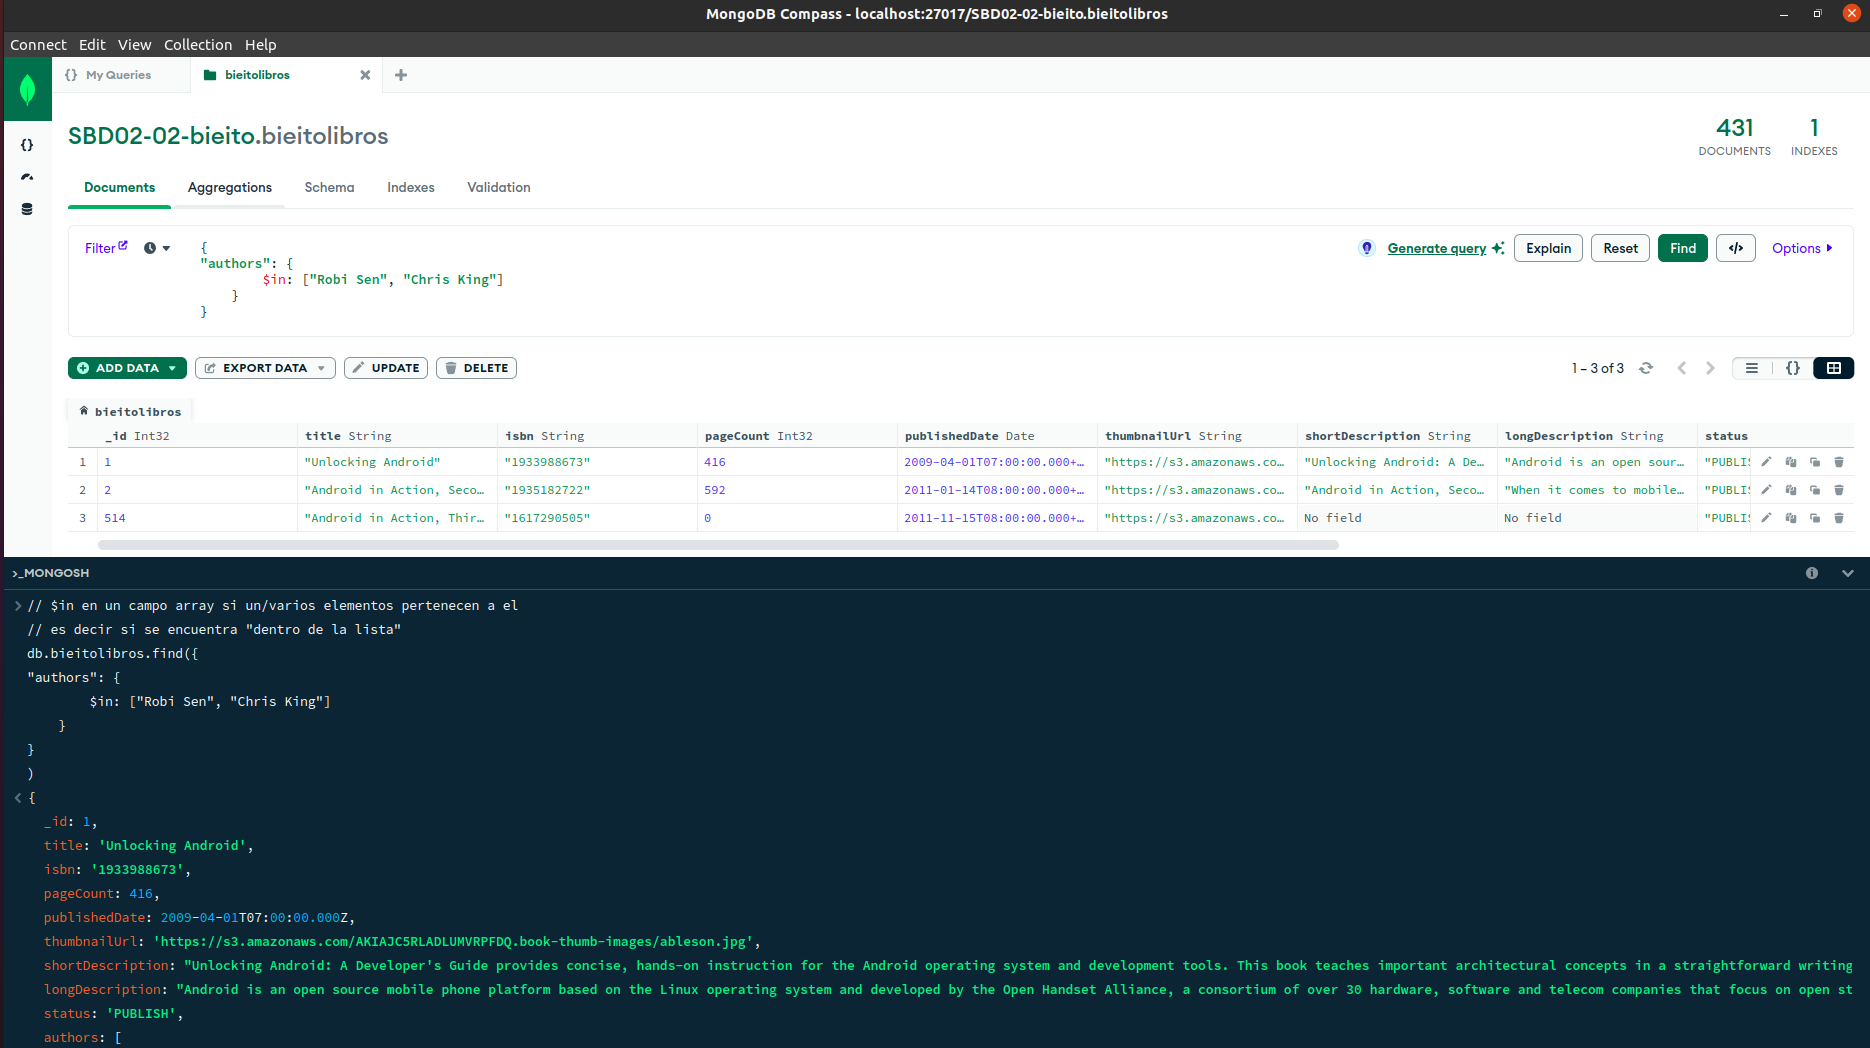 MongoDB Compass - localhost:27017/SBD02-02-bieito.bieitolibros
Connect Edit View Collection Help
{} My Queries
bieitolibros
SBD02-02-bieito.bieitolibros
431
DOCUMENTS
1
INDEXES
Documents Aggregations Schema Indexes Validation
Filter
{
"authors": {
$in: ["Robi Sen", "Chris King"]
}
}
Generate query
Explain
Reset
Find
</>
Options
ADD DATA
EXPORT DATA
UPDATE
DELETE
1 – 3 of 3
{}
bieitolibros
_id Int32 title String isbn String pageCount Int32 publishedDate Date thumbnailUrl String shortDescription String longDescription String status
1 1 "Unlocking Android" "1933988673" 416 2009-04-01T07:00:00.000+… "https://s3.amazonaws.co… "Unlocking Android: A De… "Android is an open sour… "PUBLIS
2 2 "Android in Action, Seco… "1935182722" 592 2011-01-14T08:00:00.000+… "https://s3.amazonaws.co… "Android in Action, Seco… "When it comes to mobile… "PUBLIS
3 514 "Android in Action, Thir… "1617290505" 0 2011-11-15T08:00:00.000+… "https://s3.amazonaws.co… No field No field "PUBLIS
>_MONGOSH
> // $in en un campo array si un/varios elementos pertenecen a el
// es decir si se encuentra "dentro de la lista"
db.bieitolibros.find({
"authors": {
$in: ["Robi Sen", "Chris King"]
}
}
)
< {
_id: 1,
title: 'Unlocking Android',
isbn: '1933988673',
pageCount: 416,
publishedDate: 2009-04-01T07:00:00.000Z,
thumbnailUrl: 'https://s3.amazonaws.com/AKIAJC5RLADLUMVRPFDQ.book-thumb-images/ableson.jpg',
shortDescription: "Unlocking Android: A Developer's Guide provides concise, hands-on instruction for the Android operating system and development tools. This book teaches important architectural concepts in a straightforward writing
longDescription: "Android is an open source mobile phone platform based on the Linux operating system and developed by the Open Handset Alliance, a consortium of over 30 hardware, software and telecom companies that focus on open st
status: 'PUBLISH',
authors: [